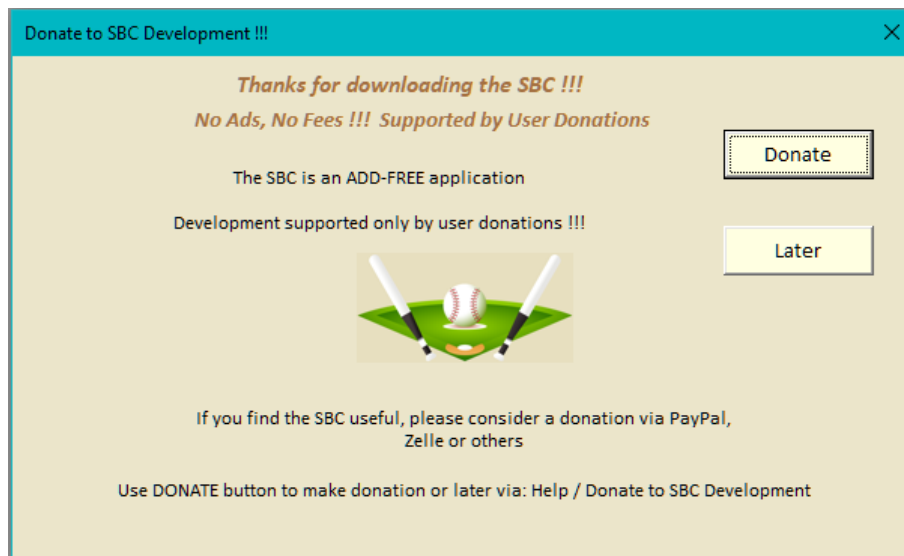 Donate to SBC Development !!!
Thanks for downloading the SBC !!!
No Ads, No Fees !!! Supported by User Donations
Donate
The SBC is an ADD-FREE application
Development supported only by user donations !!!
Later
If you find the SBC useful, please consider a donation via PayPal,
Zelle or others
Use DONATE button to make donation or later via: Help / Donate to SBC Development